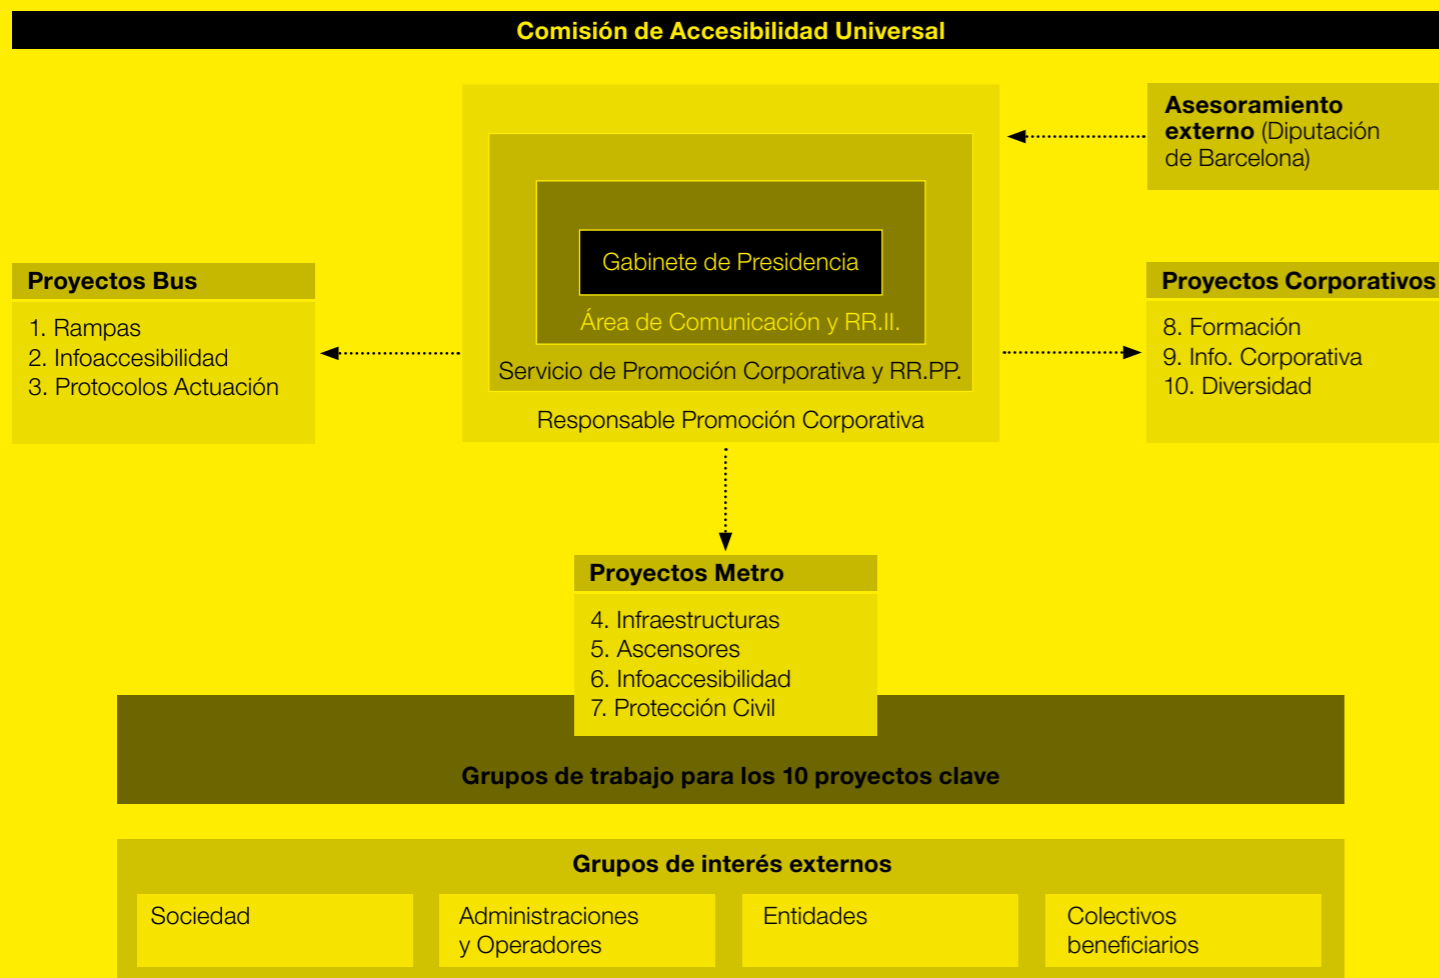 Comisión de Accesibilidad Universal
Asesoramiento
externo (Diputación
de Barcelona)
Gabinete de Presidencia
Área de Comunicación y RR.II.
Servicio de Promoción Corporativa y RR.PP.
Responsable Promoción Corporativa
Proyectos Bus
1. Rampas
2. Infoaccesibilidad
3. Protocolos Actuación
Proyectos Corporativos
8. Formación
9. Info. Corporativa
10. Diversidad
Proyectos Metro
4. Infraestructuras
5. Ascensores
6. Infoaccesibilidad
7. Protección Civil
Grupos de trabajo para los 10 proyectos clave
Grupos de interés externos
Sociedad
Administraciones
y Operadores
Entidades
Colectivos
beneficiarios